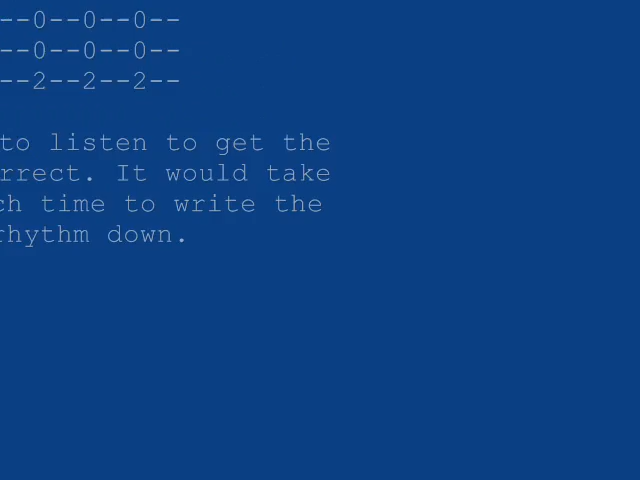 --0--0--0--
--0--0--0--
--2--2--2--
to listen to get the
rrect. It would take
ch time to write the
rhythm down.